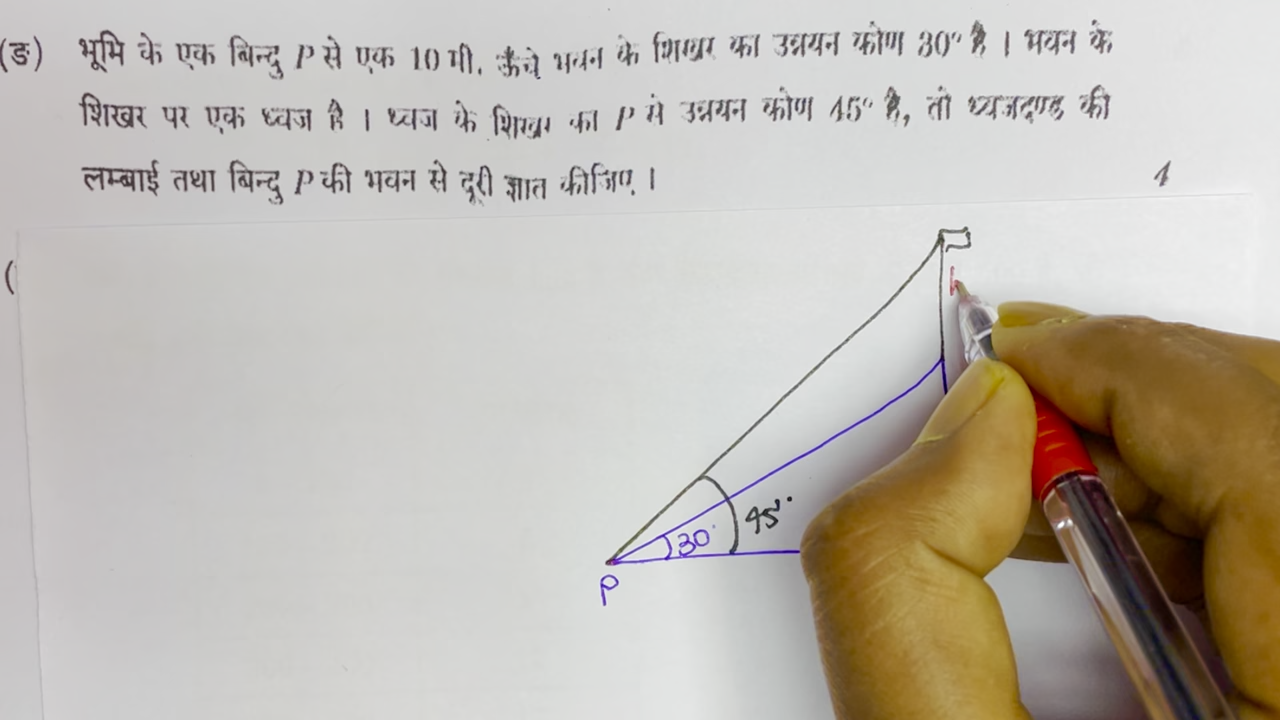 (ङ) भूमि के एक बिन्दु P से एक 10 मी. ऊँचे भवन के शिखर का उन्नयन कोण 30° है । भवन के
शिखर पर एक ध्वज है । ध्वज के शिखर का P से उन्नयन कोण 45° है, तो ध्वजदण्ड की
लम्बाई तथा बिन्दु P की भवन से दूरी ज्ञात कीजिए ।
4
(
45°
30°
P